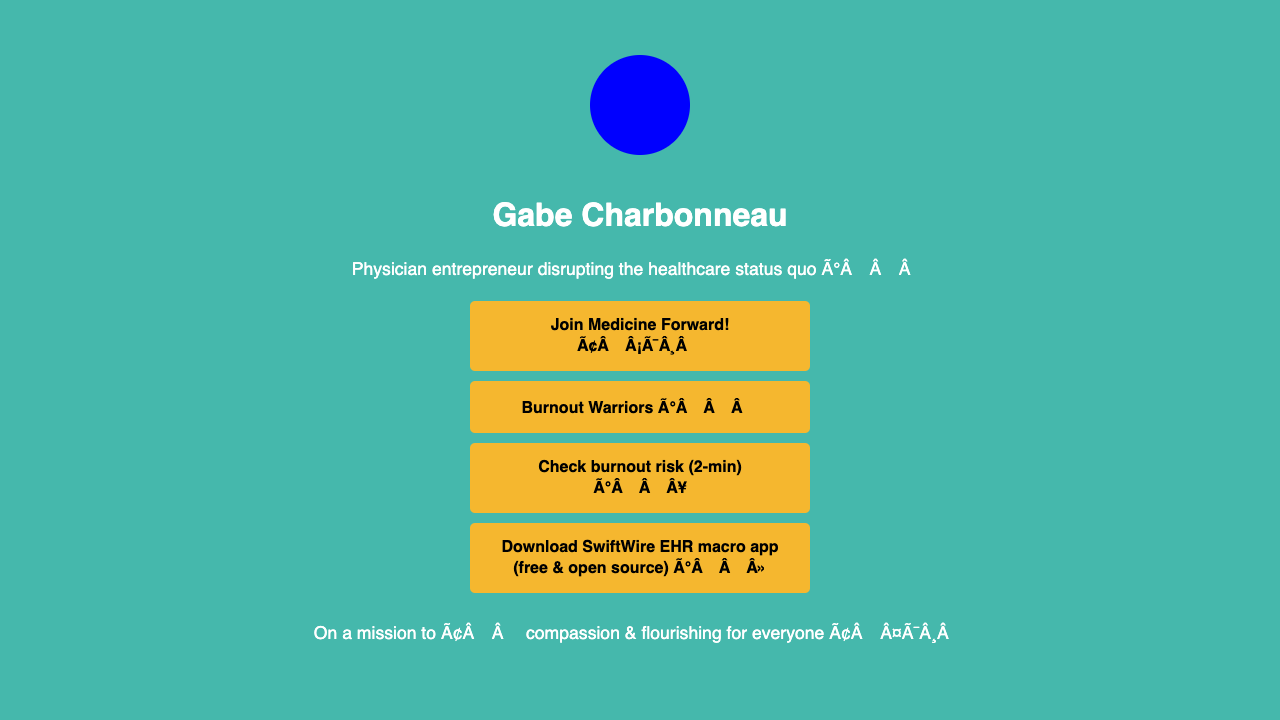 Gabe Charbonneau
Physician entrepreneur disrupting the healthcare status quo Ã°Â Â Â
Join Medicine Forward!
Ã¢Â Â¡Ã¯Â¸Â
Burnout Warriors Ã°Â Â Â
Check burnout risk (2-min)
Ã°Â Â Â¥
Download SwiftWire EHR macro app
(free & open source) Ã°Â Â Â»
On a mission to Ã¢Â Â compassion & flourishing for everyone Ã¢Â Â¤Ã¯Â¸Â